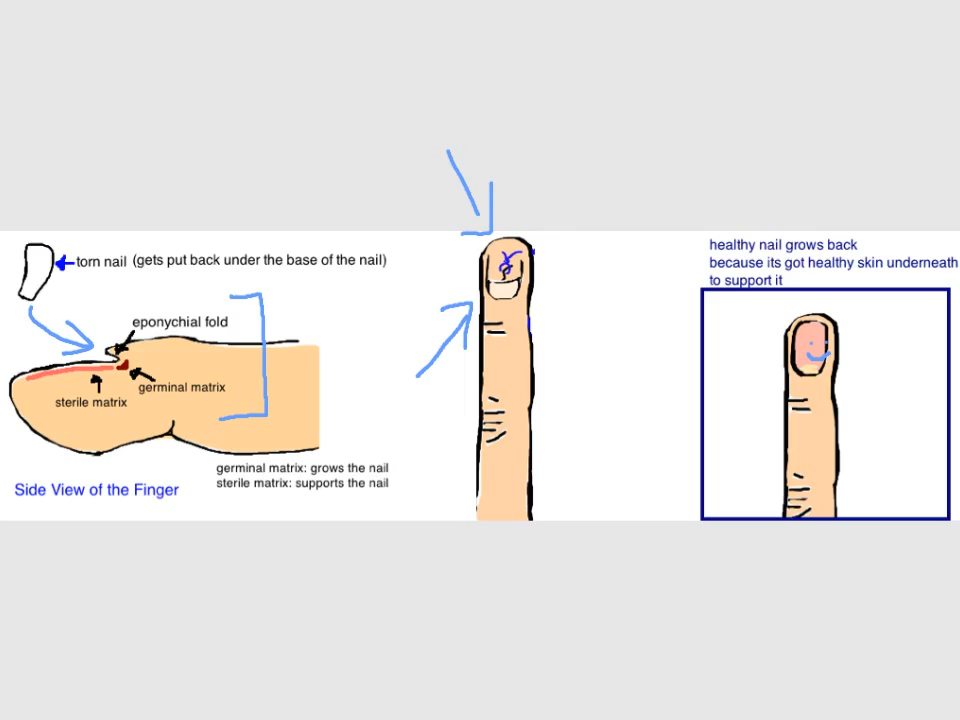 torn nail (gets put back under the base of the nail)
eponychial fold
germinal matrix
sterile matrix
germinal matrix: grows the nail
sterile matrix: supports the nail
Side View of the Finger
healthy nail grows back
because its got healthy skin underneath
to support it